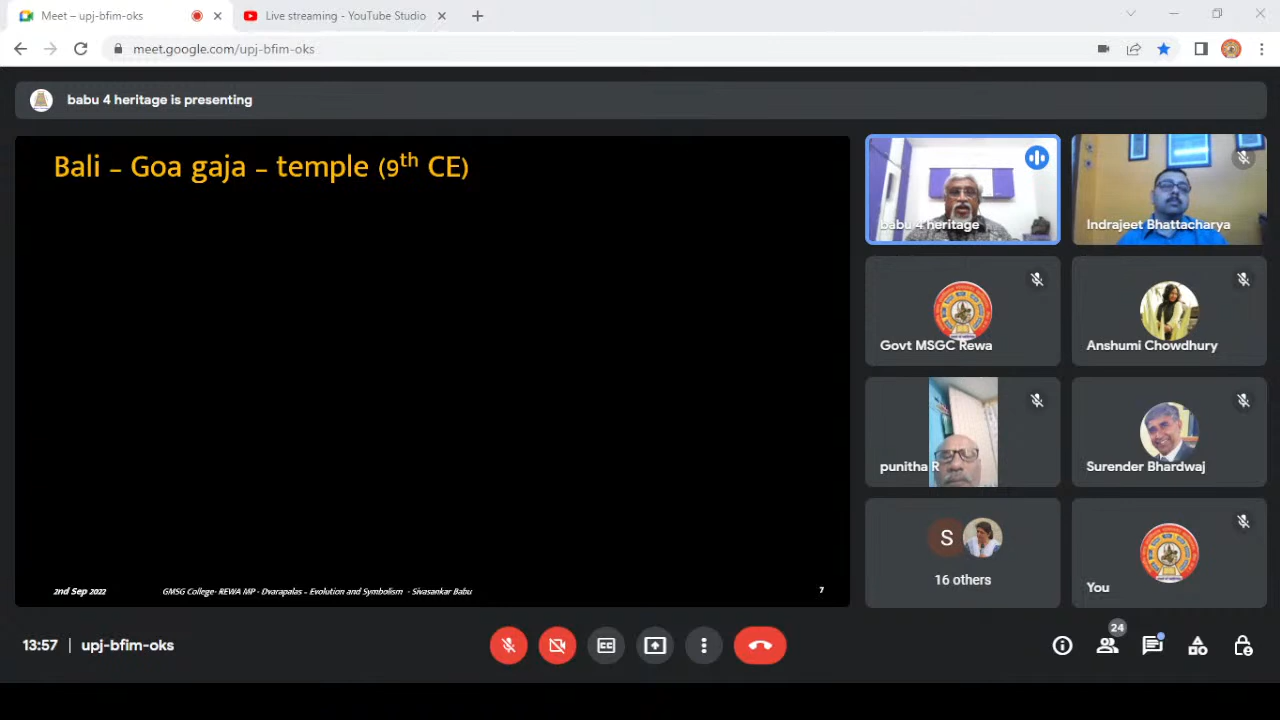 Meet – upj-bfim-oks
Live streaming - YouTube Studio
meet.google.com/upj-bfim-oks
babu 4 heritage is presenting
Bali – Goa gaja – temple (9th CE)
2nd Sep 2022
GMSG College- REWA MP - Dvarapalas – Evolution and Symbolism - Sivasankar Babu
7
babu 4 heritage
Indrajeet Bhattacharya
Govt MSGC Rewa
Anshumi Chowdhury
punitha R
Surender Bhardwaj
S
16 others
You
13:57 | upj-bfim-oks
CC
24